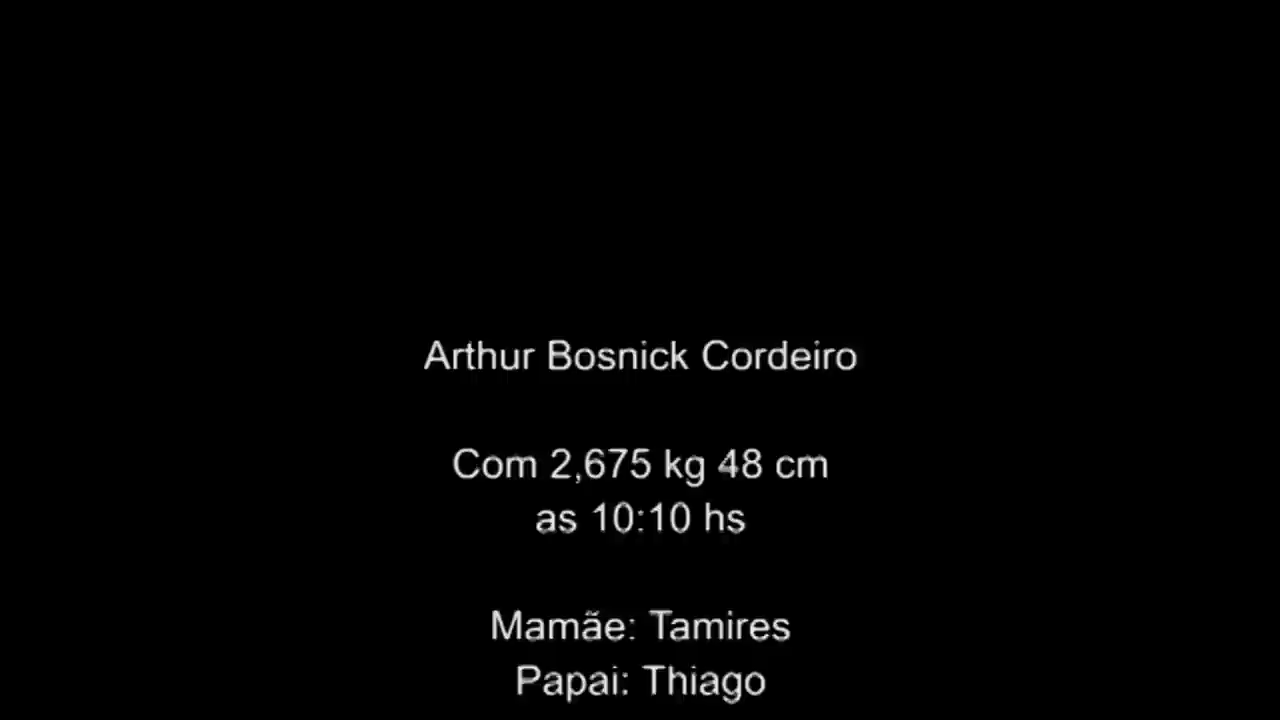 Arthur Bosnick Cordeiro
Com 2,675 kg 48 cm
as 10:10 hs
Mamãe: Tamires
Papai: Thiago